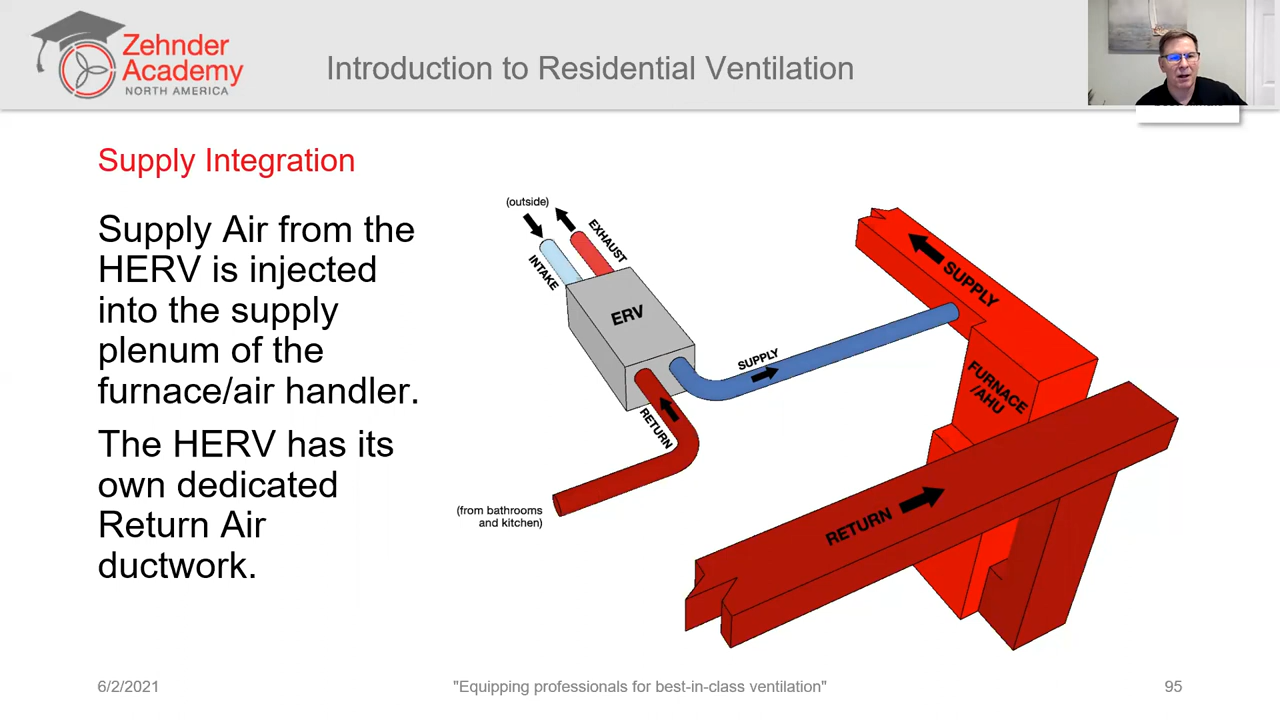 Zehnder
Academy
NORTH AMERICA
Introduction to Residential Ventilation
Supply Integration
Supply Air from the
HERV is injected
into the supply
plenum of the
furnace/air handler.
The HERV has its
own dedicated
Return Air
ductwork.
(outside)
INTAKE
EXHAUST
ERV
SUPPLY
RETURN
(from bathrooms
and kitchen)
SUPPLY
FURNACE
/AHU
RETURN
6/2/2021
"Equipping professionals for best-in-class ventilation"
95